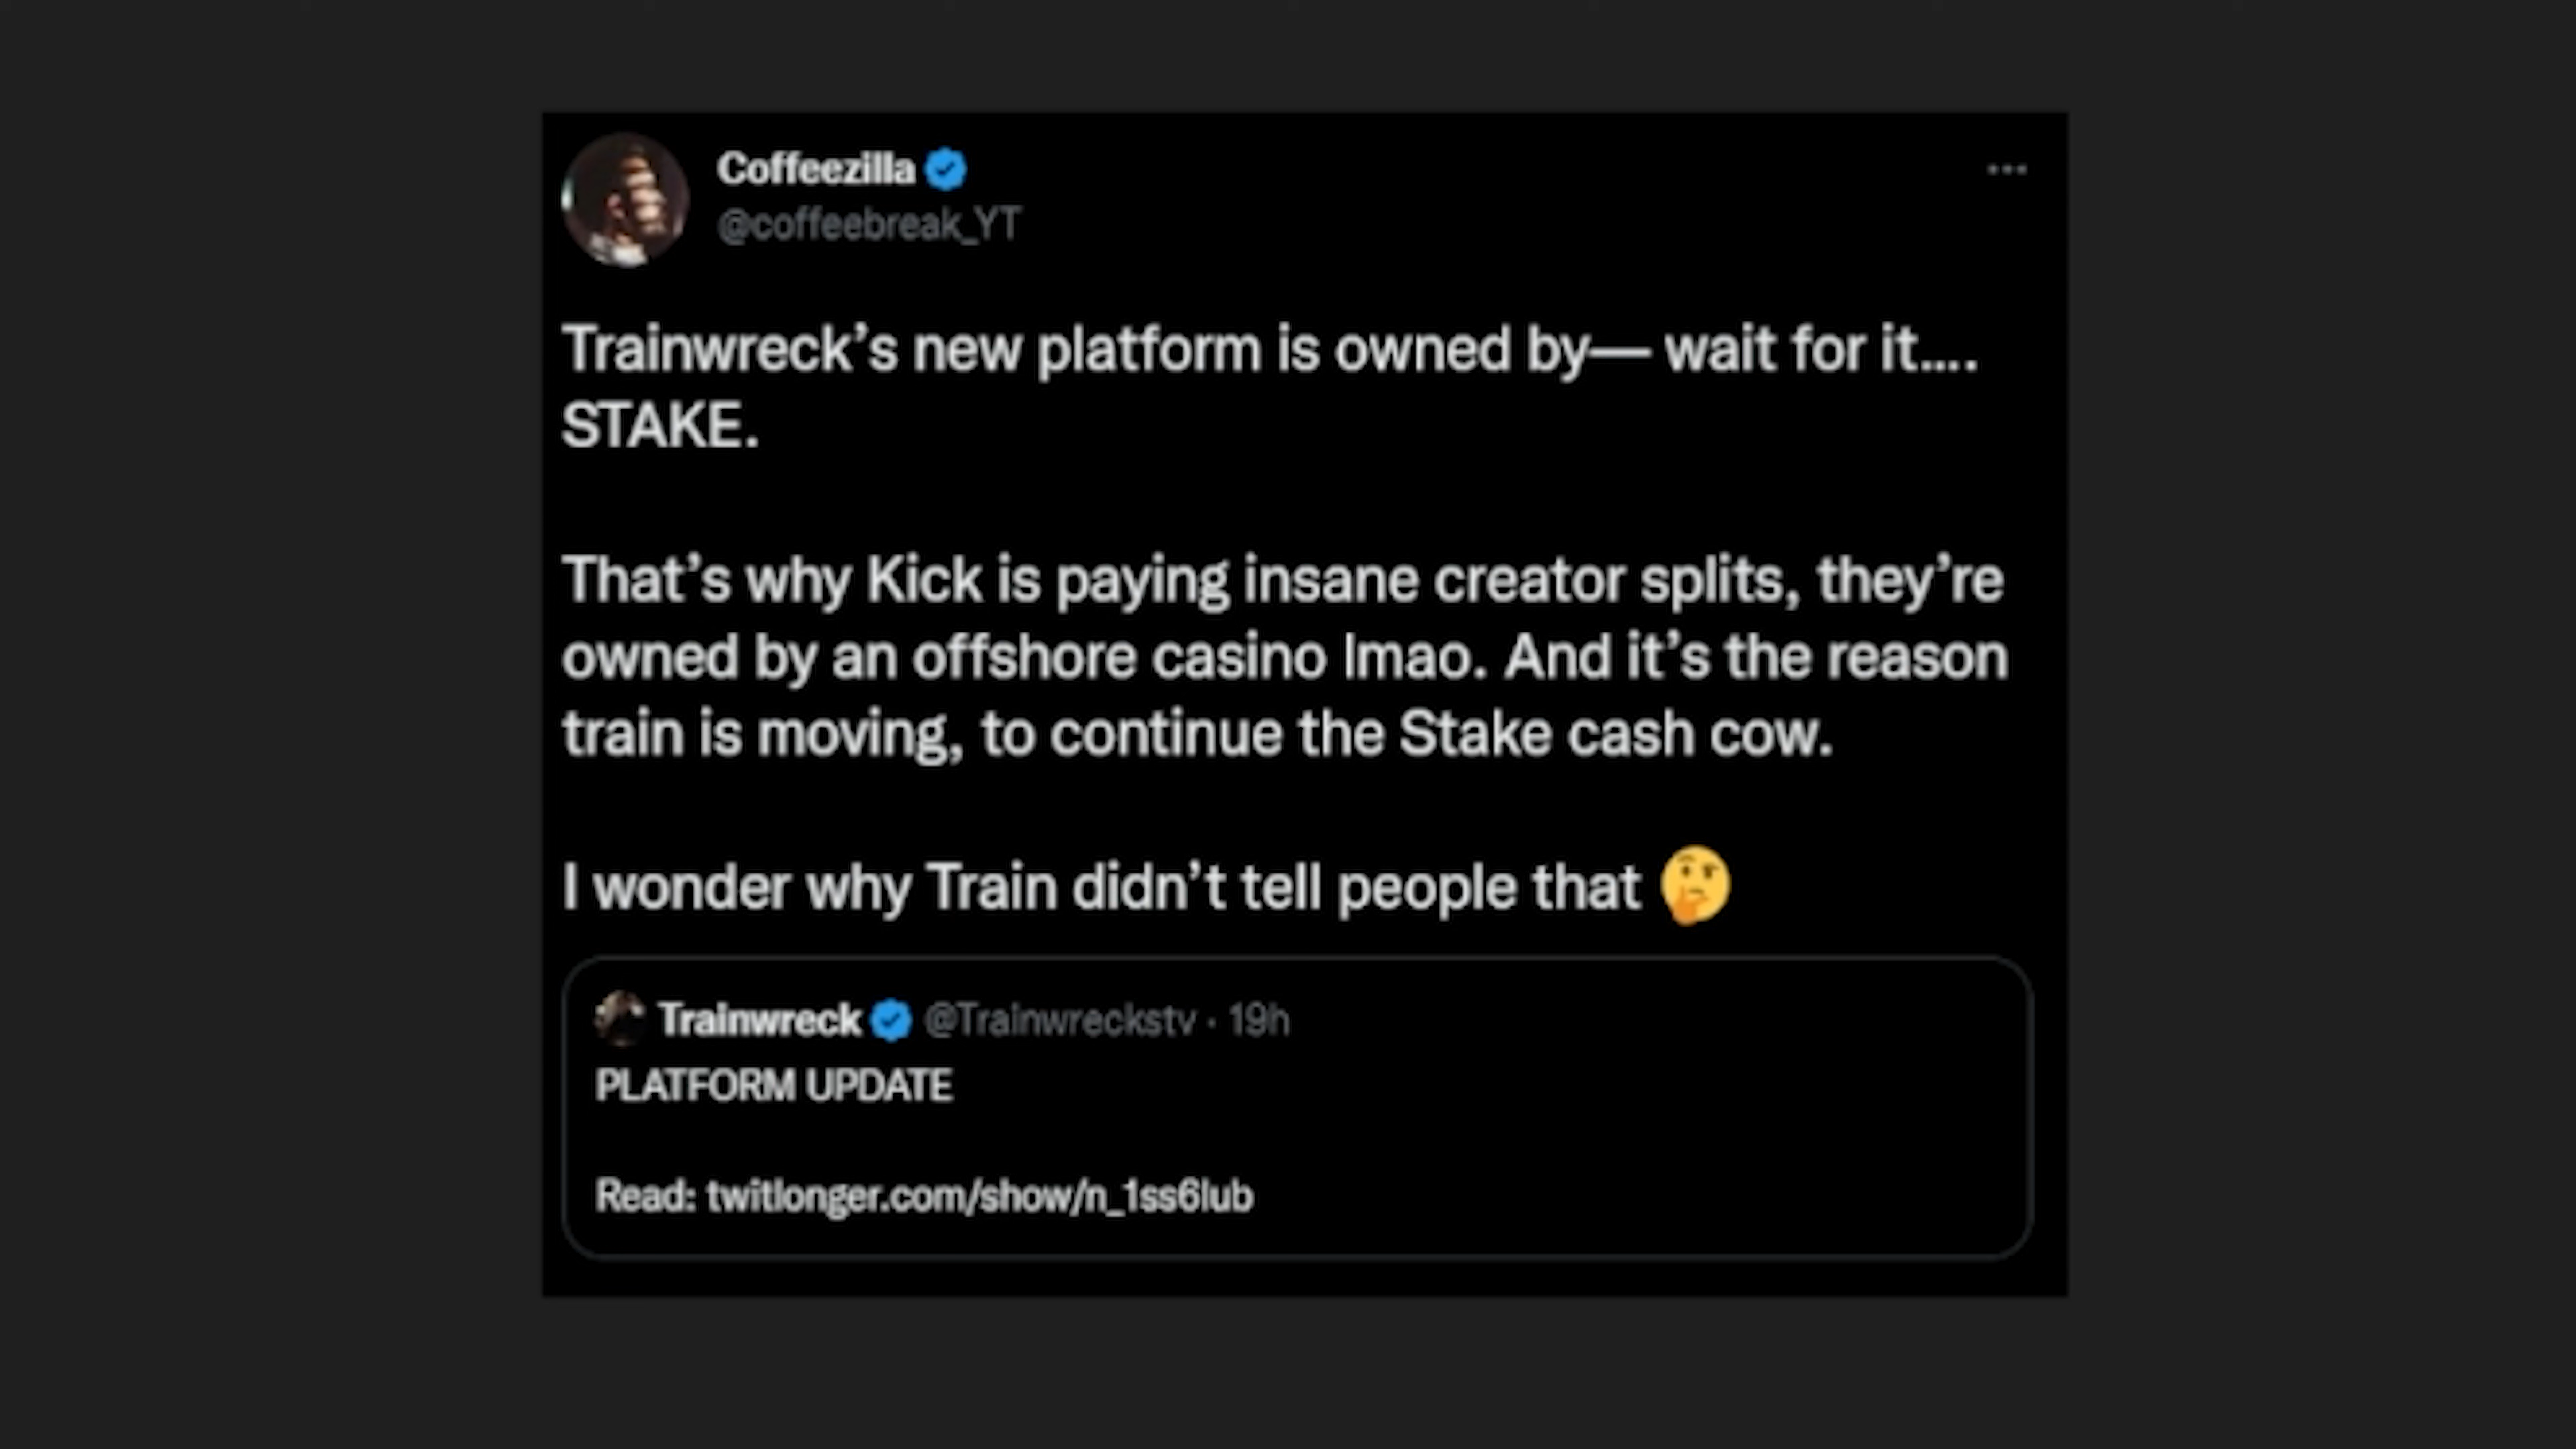 Coffeezilla
@coffeebreak_YT
Trainwreck’s new platform is owned by— wait for it....
STAKE.
That’s why Kick is paying insane creator splits, they’re
owned by an offshore casino lmao. And it’s the reason
train is moving, to continue the Stake cash cow.
I wonder why Train didn’t tell people that 🤔
Trainwreck @Trainwreckstv · 19h
PLATFORM UPDATE
Read: twitlonger.com/show/n_1ss6lub